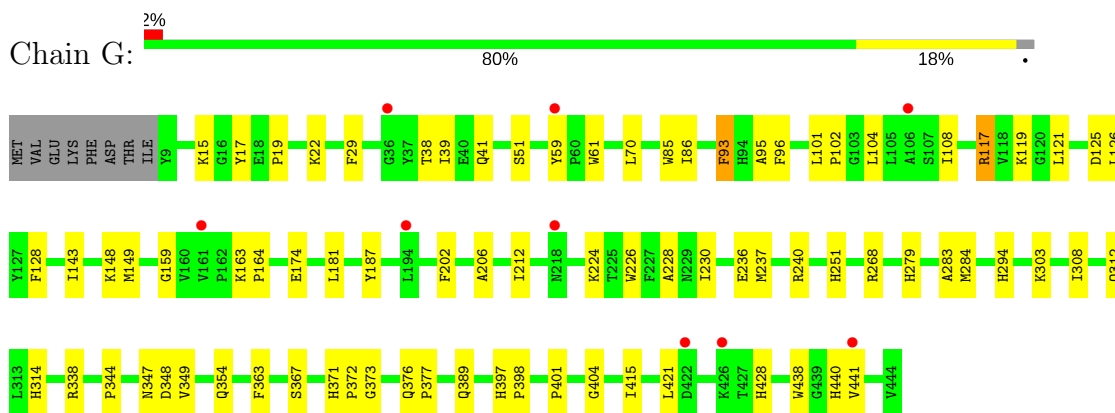 2%
Chain G:
80% 18% •
MET VAL GLU LYS PHE ASP THR ILE Y9 K15 G16 Y17 E18 P19 K22 F29 G36 Y37 T38 I39 E40 Q41 S51 Y59 P60 W61 L70 W85 I86 F93 H94 A95 F96 L101 P102 G103 L104 L105 A106 S107 I108 R117 V118 K119 G120 L121 D125 L126
Y127 F128 I143 K148 M149 G159 V160 V161 P162 K163 P164 E174 L181 Y187 L194 F202 A206 I212 N218 K224 T225 W226 F227 A228 N229 I230 E236 M237 R240 H251 R268 H279 A283 M284 H294 K303 I308
L313 H314 R338 P344 N347 D348 V349 Q354 F363 S367 H371 P372 G373 Q376 P377 Q389 H397 P398 P401 G404 I415 L421 D422 K426 T427 H428 W438 G439 H440 V441 V444